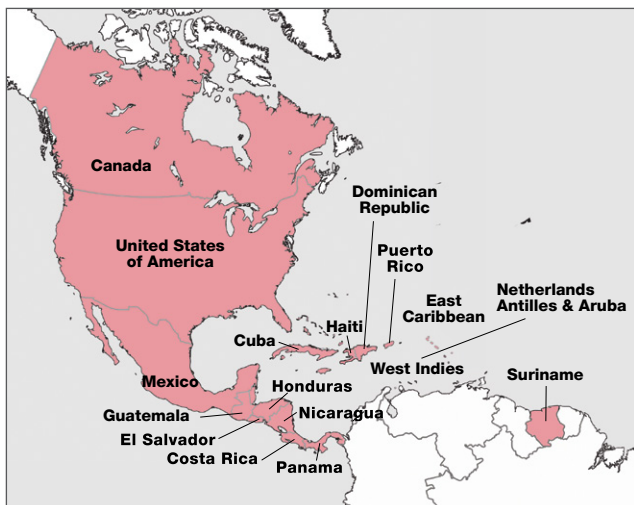 Canada
Dominican
Republic
United States
of America
Puerto
Rico
Netherlands
Antilles & Aruba
East
Caribbean
Haiti
Cuba
West Indies
Suriname
Mexico
Honduras
Guatemala
Nicaragua
El Salvador
Costa Rica
Panama